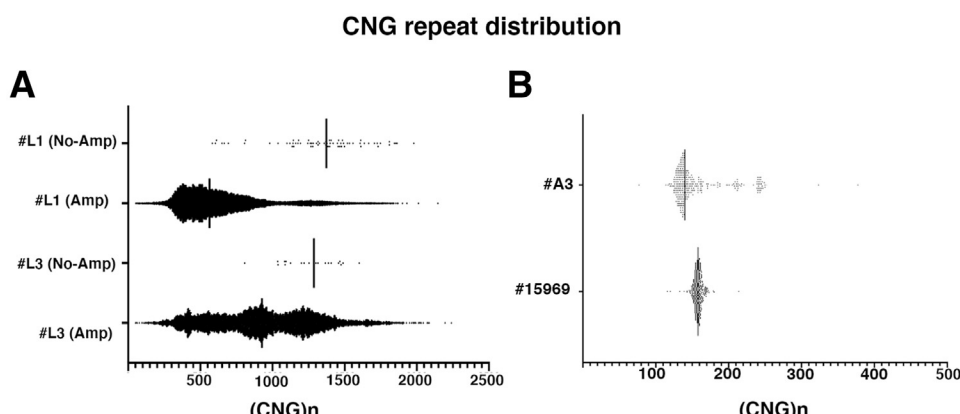 CNG repeat distribution
A
#L1 (No-Amp)
#L1 (Amp)
#L3 (No-Amp)
#L3 (Amp)
500 1000 1500 2000 2500
(CNG)n
B
#A3
#15969
100 200 300 400 500
(CNG)n